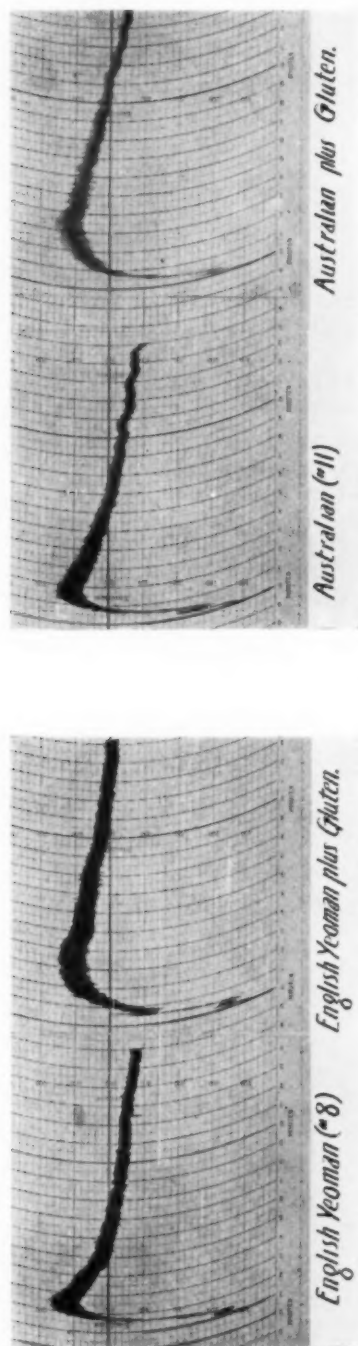 English Yeoman (#8)
English Yeoman plus Gluten.
Australian (#11)
Australian plus Gluten.